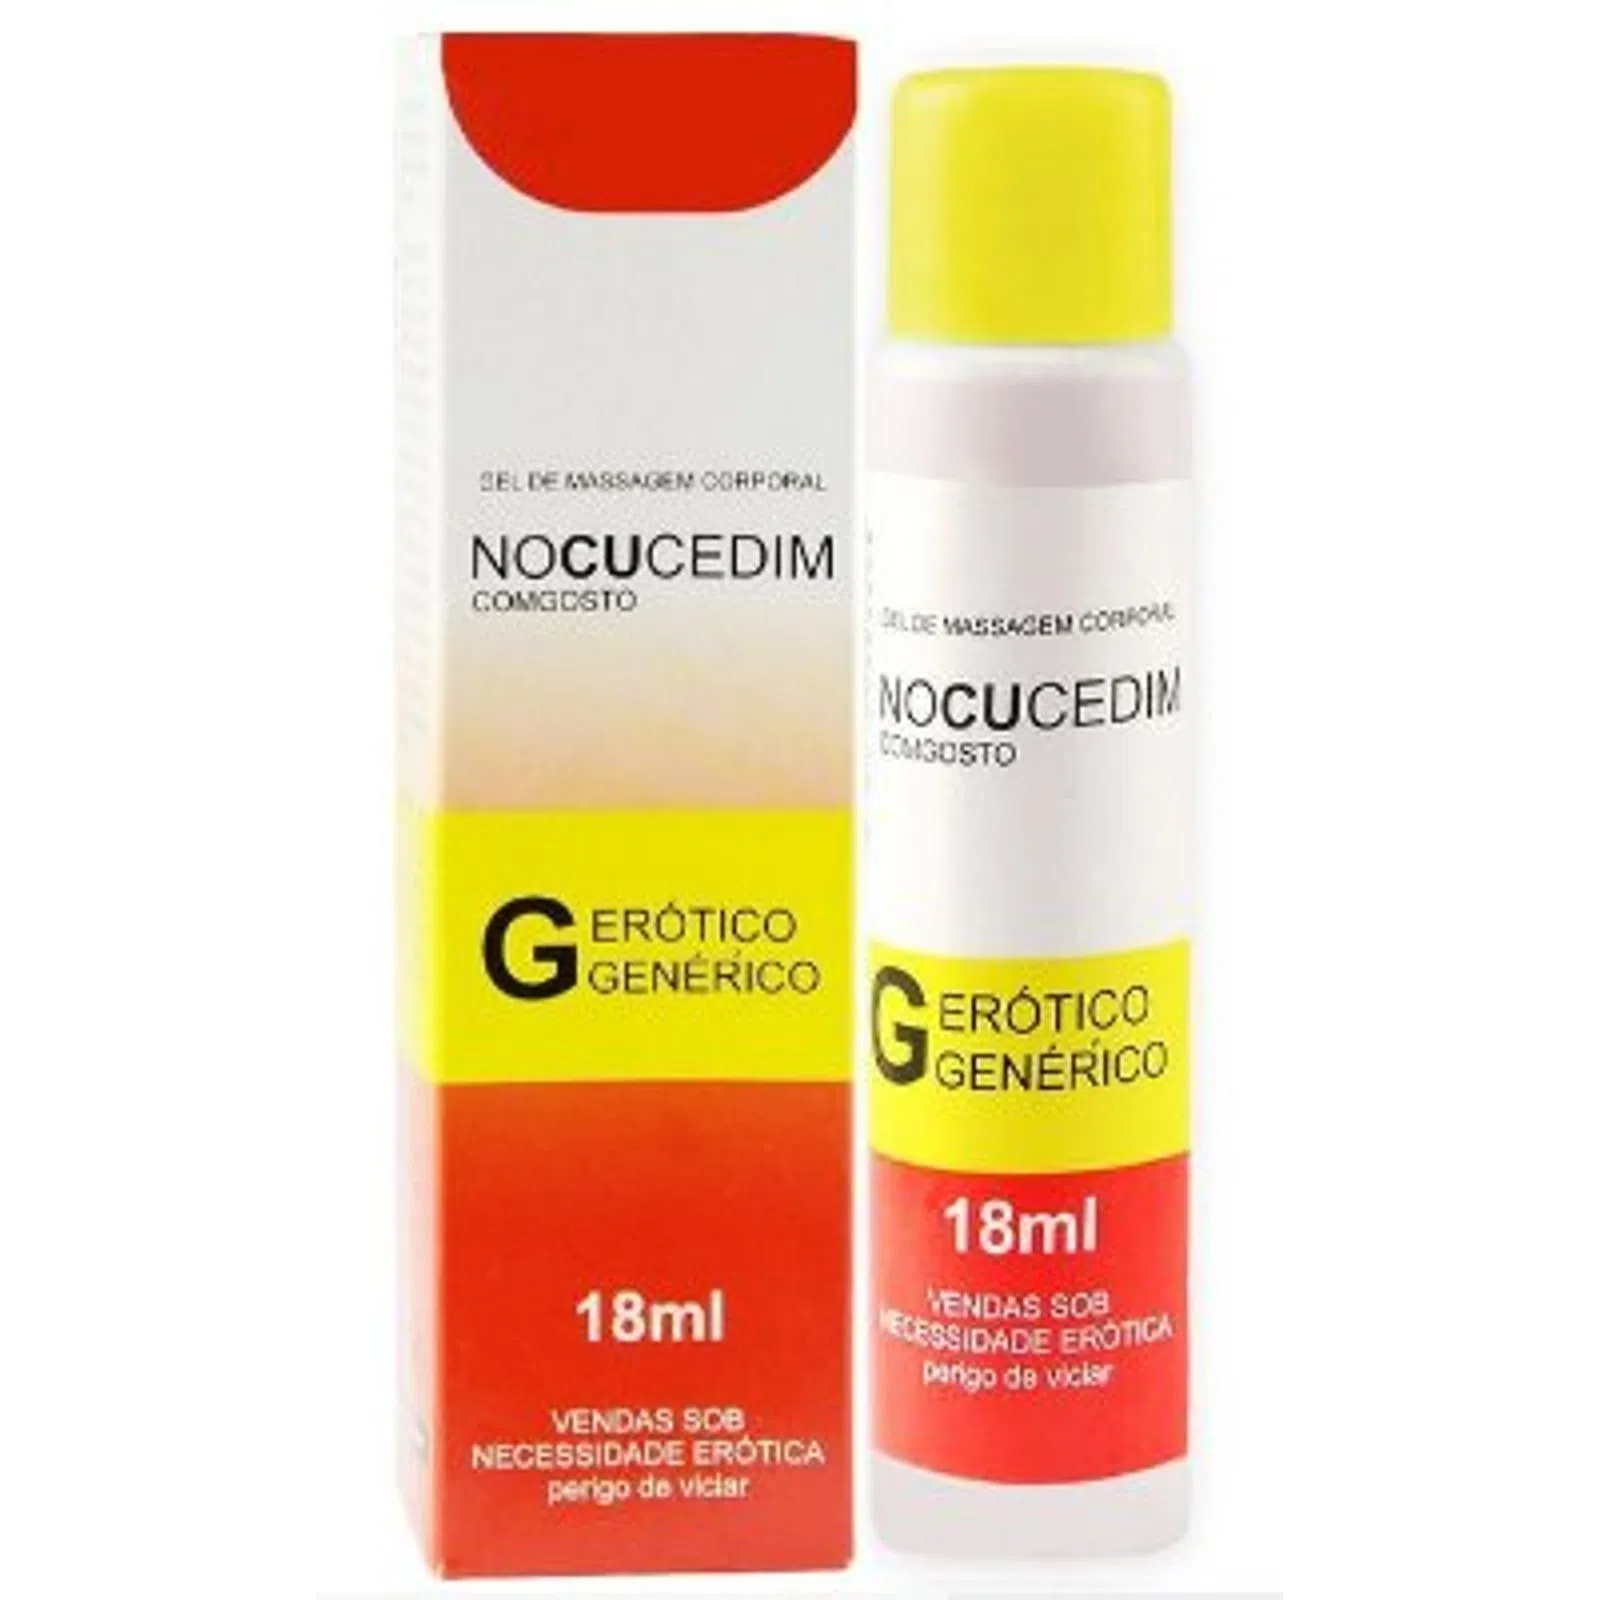 GEL DE MASSAGEM CORPORAL
NOCUCEDIM
COMGOSTO
G ERÓTICO
GENÉRICO
18ml
VENDAS SOB
NECESSIDADE ERÓTICA
perigo de viciar
GEL DE MASSAGEM CORPORAL
NOCUCEDIM
COMGOSTO
G ERÓTICO
GENÉRICO
18ml
VENDAS SOB
NECESSIDADE ERÓTICA
perigo de viciar